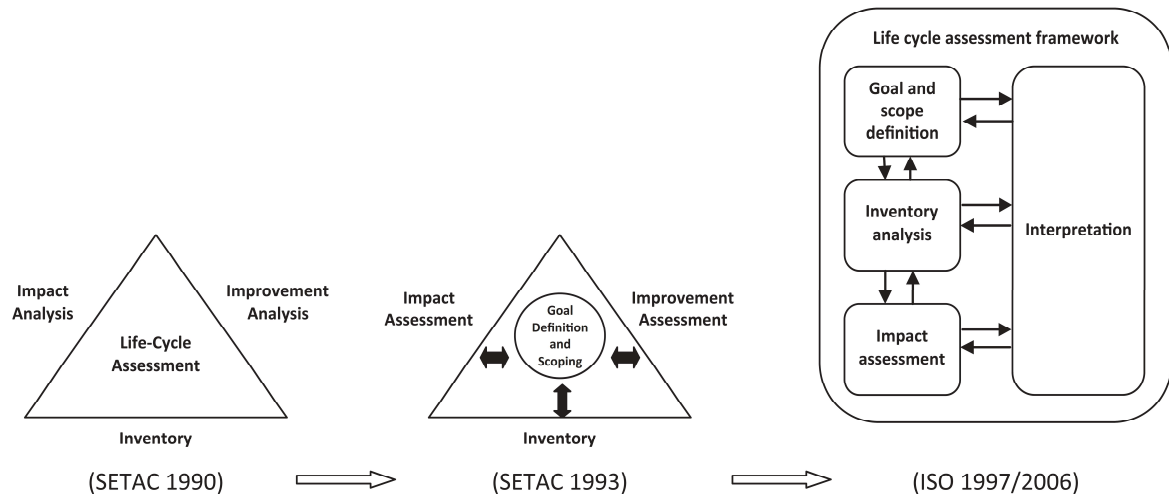 Impact
Analysis
Improvement
Analysis
Life-Cycle
Assessment
Inventory
(SETAC 1990)
Impact
Assessment
Improvement
Assessment
Goal
Definition
and
Scoping
Inventory
(SETAC 1993)
Life cycle assessment framework
Goal and
scope
definition
Inventory
analysis
Impact
assessment
Interpretation
(ISO 1997/2006)